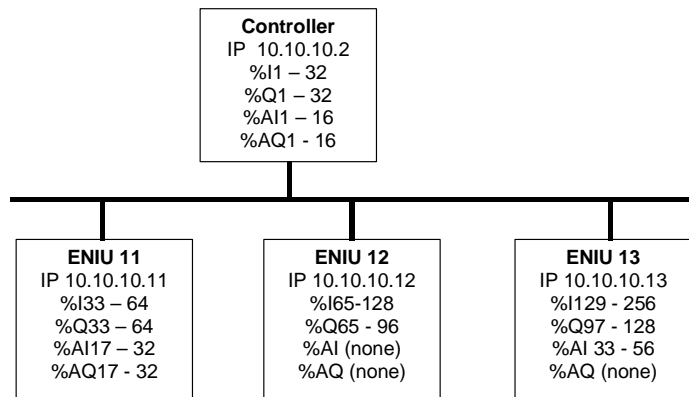 Controller
IP 10.10.10.2
%I1 – 32
%Q1 – 32
%AI1 – 16
%AQ1 - 16
ENIU 11
IP 10.10.10.11
%I33 – 64
%Q33 – 64
%AI17 – 32
%AQ17 - 32
ENIU 12
IP 10.10.10.12
%I65-128
%Q65 - 96
%AI (none)
%AQ (none)
ENIU 13
IP 10.10.10.13
%I129 - 256
%Q97 - 128
%AI 33 - 56
%AQ (none)